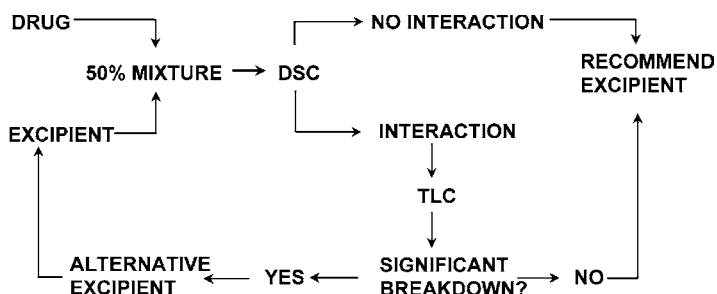 DRUG
NO INTERACTION
50% MIXTURE
DSC
RECOMMEND
EXCIPIENT
EXCIPIENT
INTERACTION
TLC
ALTERNATIVE
EXCIPIENT
YES
SIGNIFICANT
BREAKDOWN?
NO